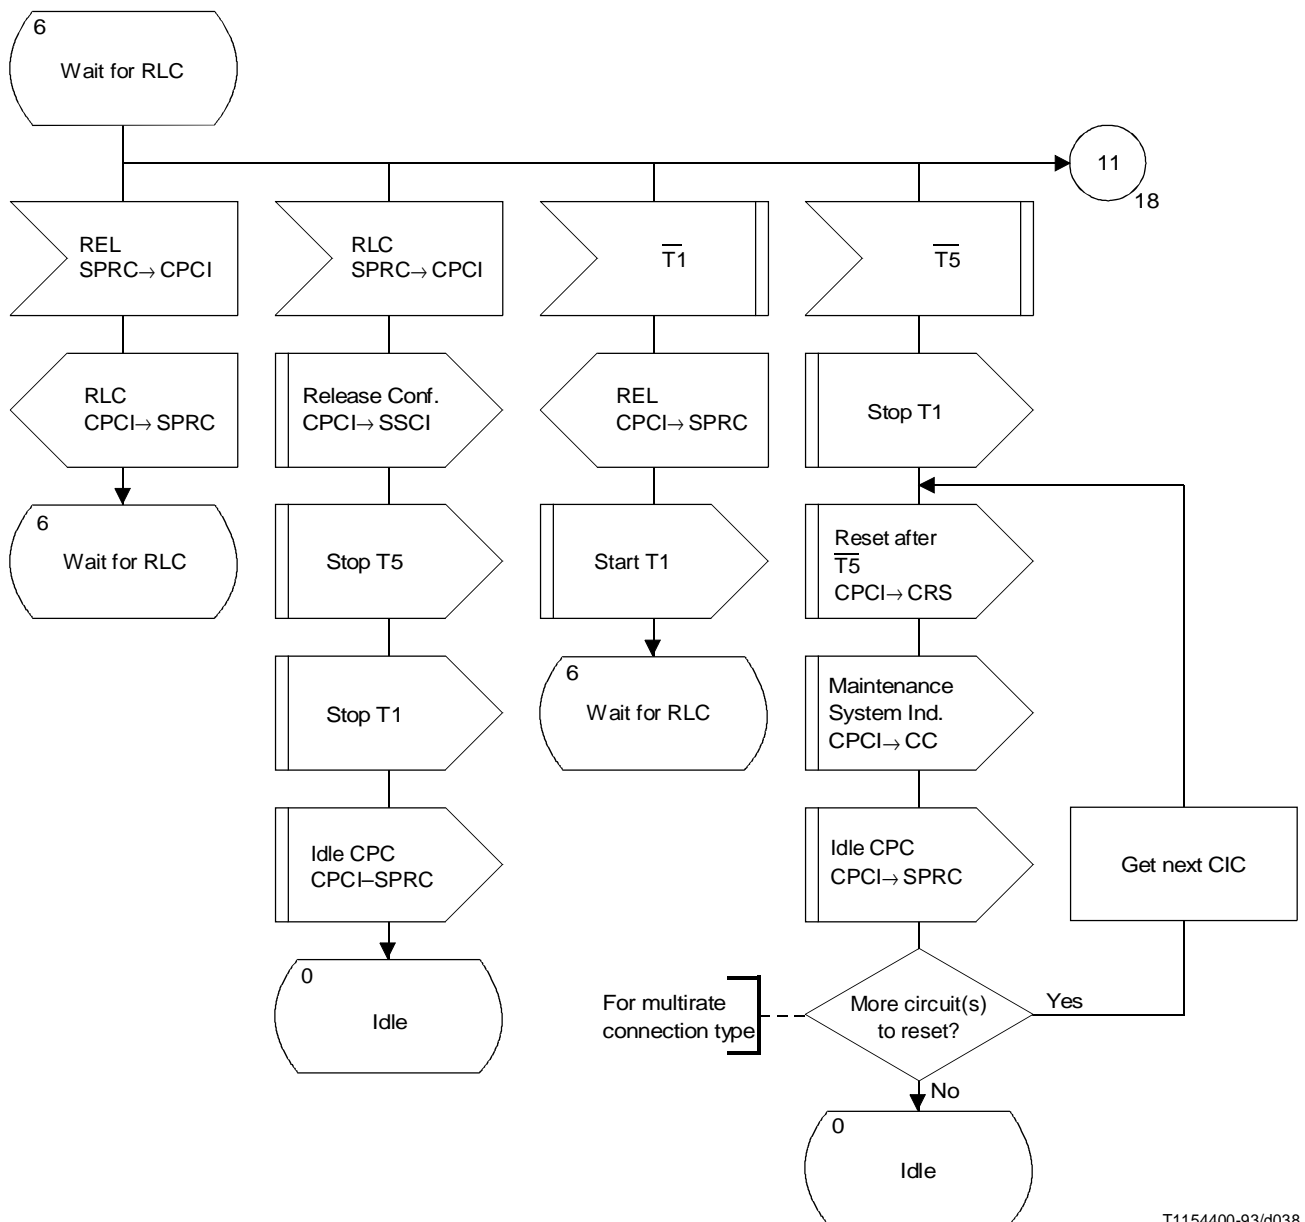 6
Wait for RLC
11
18
REL
SPRC→CPCI
RLC
SPRC→CPCI
T̅1̅
T̅5̅
RLC
CPCI→SPRC
Release Conf.
CPCI→SSCI
REL
CPCI→SPRC
Stop T1
6
Wait for RLC
Stop T5
Start T1
Reset after
T̅5̅
CPCI→CRS
Stop T1
6
Wait for RLC
Maintenance
System Ind.
CPCI→CC
Idle CPC
CPCI–SPRC
Idle CPC
CPCI→SPRC
Get next CIC
0
Idle
For multirate
connection type
More circuit(s)
to reset?
Yes
No
0
Idle
T1154400-93/d038